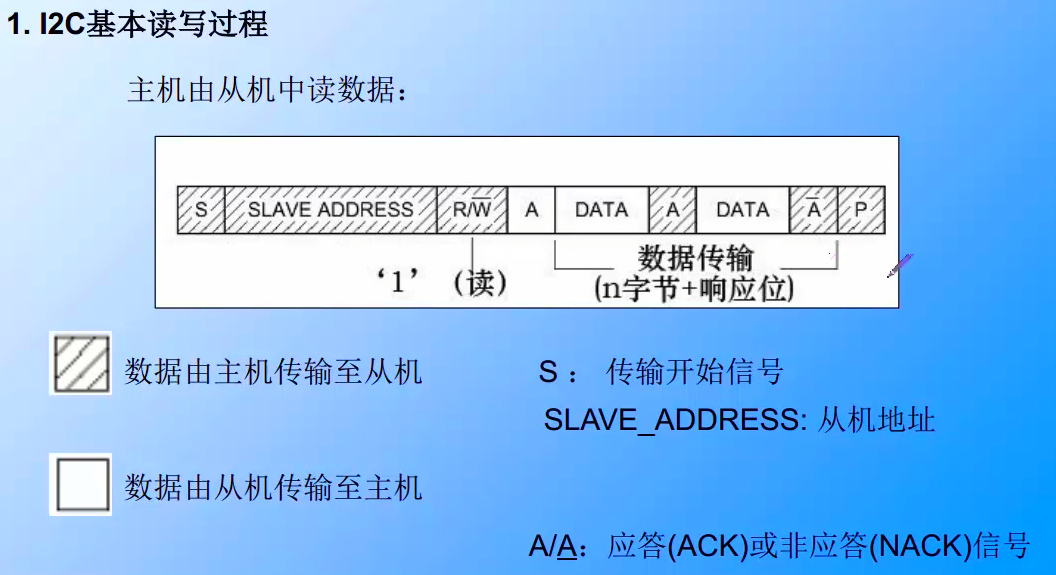 1. I2C基本读写过程
主机由从机中读数据：
S SLAVE ADDRESS R/W̅ A DATA A DATA A̅ P
‘1’ (读)
数据传输
(n字节+响应位)
数据由主机传输至从机
S ： 传输开始信号
SLAVE_ADDRESS: 从机地址
数据由从机传输至主机
A/A̲：应答(ACK)或非应答(NACK)信号